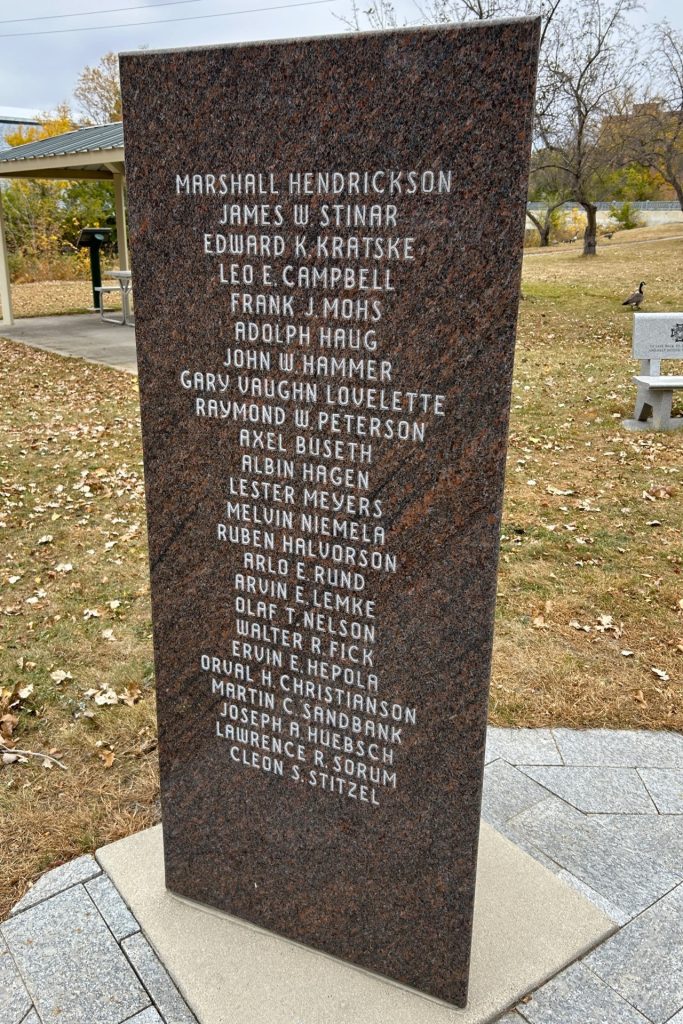 MARSHALL HENDRICKSON
JAMES W STINAR
EDWARD K. KRATSKE
LEO E. CAMPBELL
FRANK J. MOHS
ADOLPH HAUG
JOHN W. HAMMER
GARY VAUGHN LOVELETTE
RAYMOND W. PETERSON
AXEL BUSETH
ALBIN HAGEN
LESTER MEYERS
MELVIN NIEMELA
RUBEN HALVORSON
ARLO E. RUND
ARVIN E. LEMKE
OLAF T. NELSON
WALTER R. FICK
ERVIN E. HEPOLA
ORVAL H. CHRISTIANSON
MARTIN C. SANDBANK
JOSEPH A. HUEBSCH
LAWRENCE R. SORUM
CLEON S. STITZEL